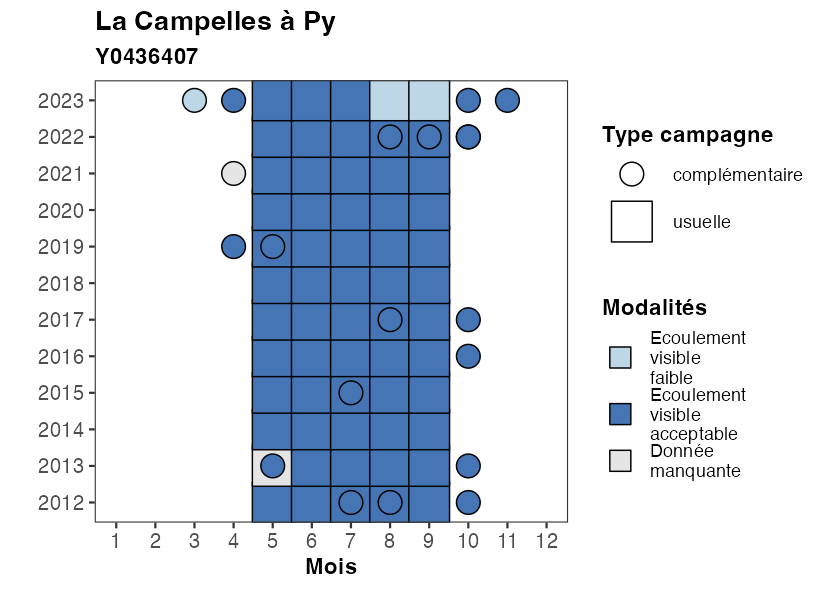 La Campelles à Py
Y0436407
2023
2022
2021
2020
2019
2018
2017
2016
2015
2014
2013
2012
1 2 3 4 5 6 7 8 9 10 11 12
Mois
Type campagne
complémentaire
usuelle
Modalités
Ecoulement
visible
faible
Ecoulement
visible
acceptable
Donnée
manquante